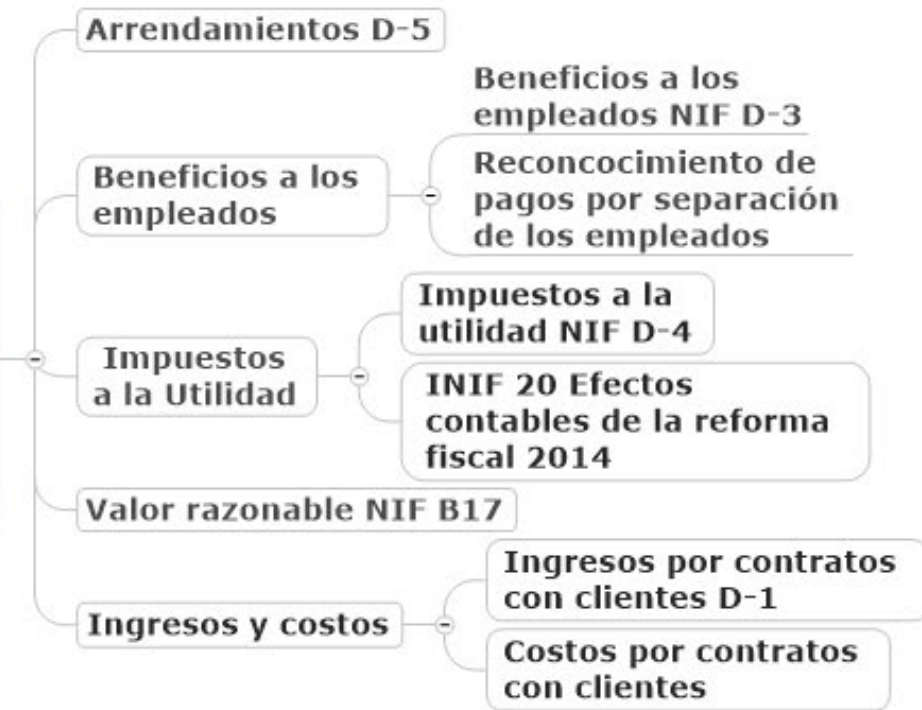 Arrendamientos D-5
Beneficios a los
empleados
Beneficios a los
empleados NIF D-3
Reconcocimiento de
pagos por separación
de los empleados
Impuestos
a la Utilidad
Impuestos a la
utilidad NIF D-4
INIF 20 Efectos
contables de la reforma
fiscal 2014
Valor razonable NIF B17
Ingresos y costos
Ingresos por contratos
con clientes D-1
Costos por contratos
con clientes